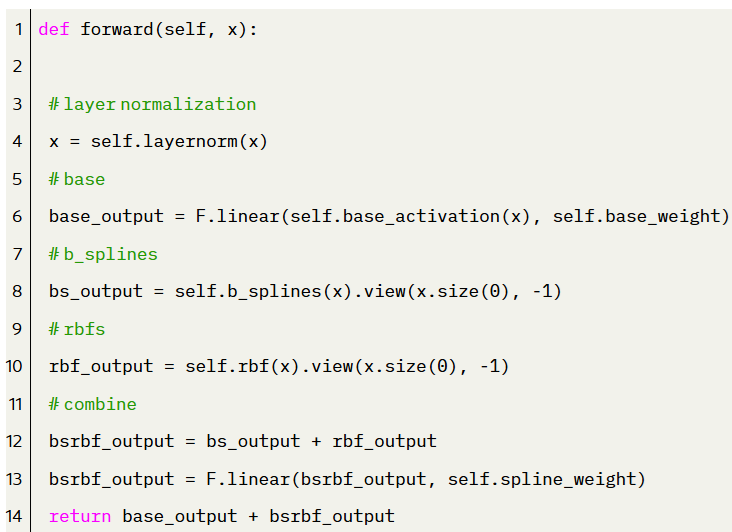 1 def forward(self, x):
2
3 # layer normalization
4 x = self.layernorm(x)
5 # base
6 base_output = F.linear(self.base_activation(x), self.base_weight)
7 # b_splines
8 bs_output = self.b_splines(x).view(x.size(0), -1)
9 # rbfs
10 rbf_output = self.rbf(x).view(x.size(0), -1)
11 # combine
12 bsrbf_output = bs_output + rbf_output
13 bsrbf_output = F.linear(bsrbf_output, self.spline_weight)
14 return base_output + bsrbf_output